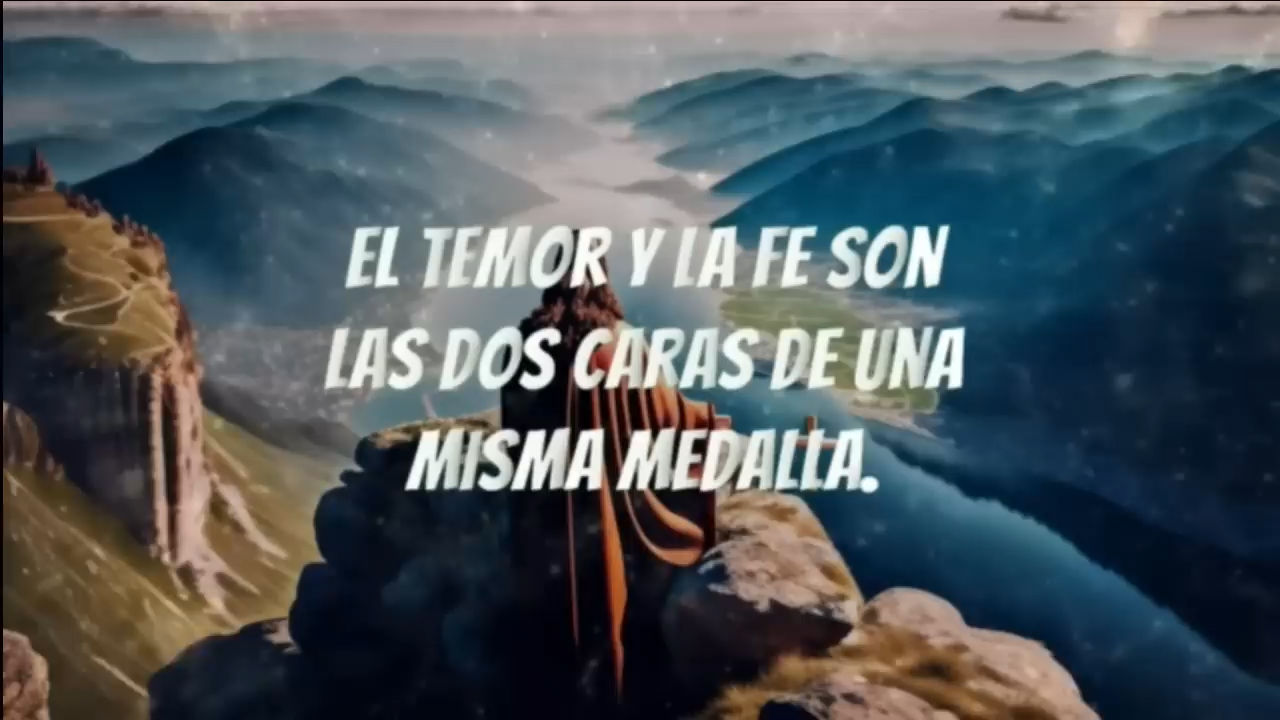 EL TEMOR Y LA FE SON
LAS DOS CARAS DE UNA
MISMA MEDALLA.